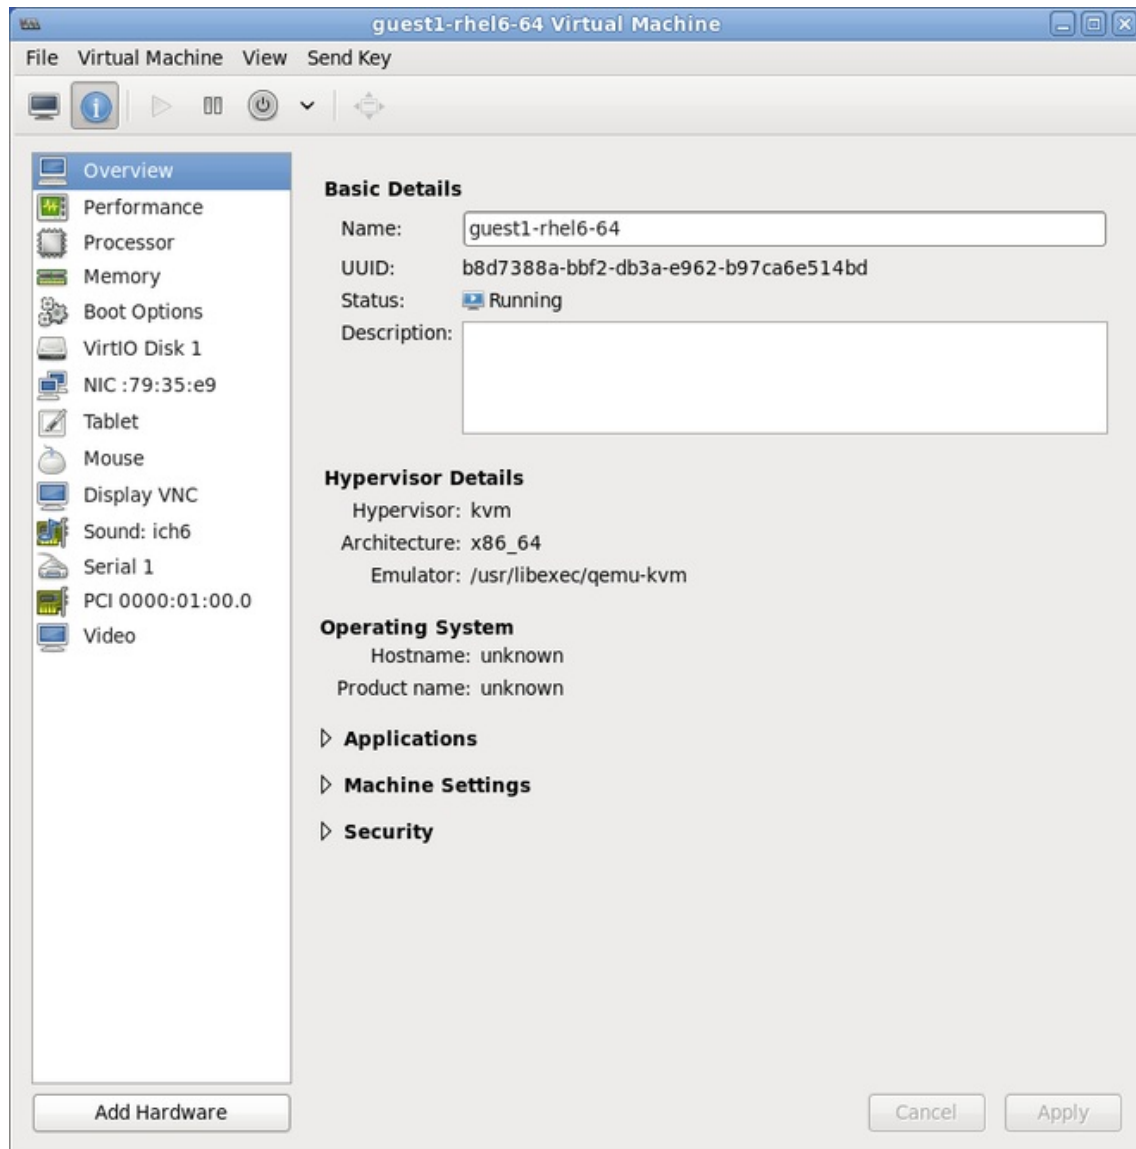 guest1-rhel6-64 Virtual Machine
File Virtual Machine View Send Key
Overview
Performance
Processor
Memory
Boot Options
VirtIO Disk 1
NIC :79:35:e9
Tablet
Mouse
Display VNC
Sound: ich6
Serial 1
PCI 0000:01:00.0
Video
Add Hardware
Basic Details
Name: guest1-rhel6-64
UUID: b8d7388a-bbf2-db3a-e962-b97ca6e514bd
Status: Running
Description:
Hypervisor Details
Hypervisor: kvm
Architecture: x86_64
Emulator: /usr/libexec/qemu-kvm
Operating System
Hostname: unknown
Product name: unknown
Applications
Machine Settings
Security
Cancel Apply